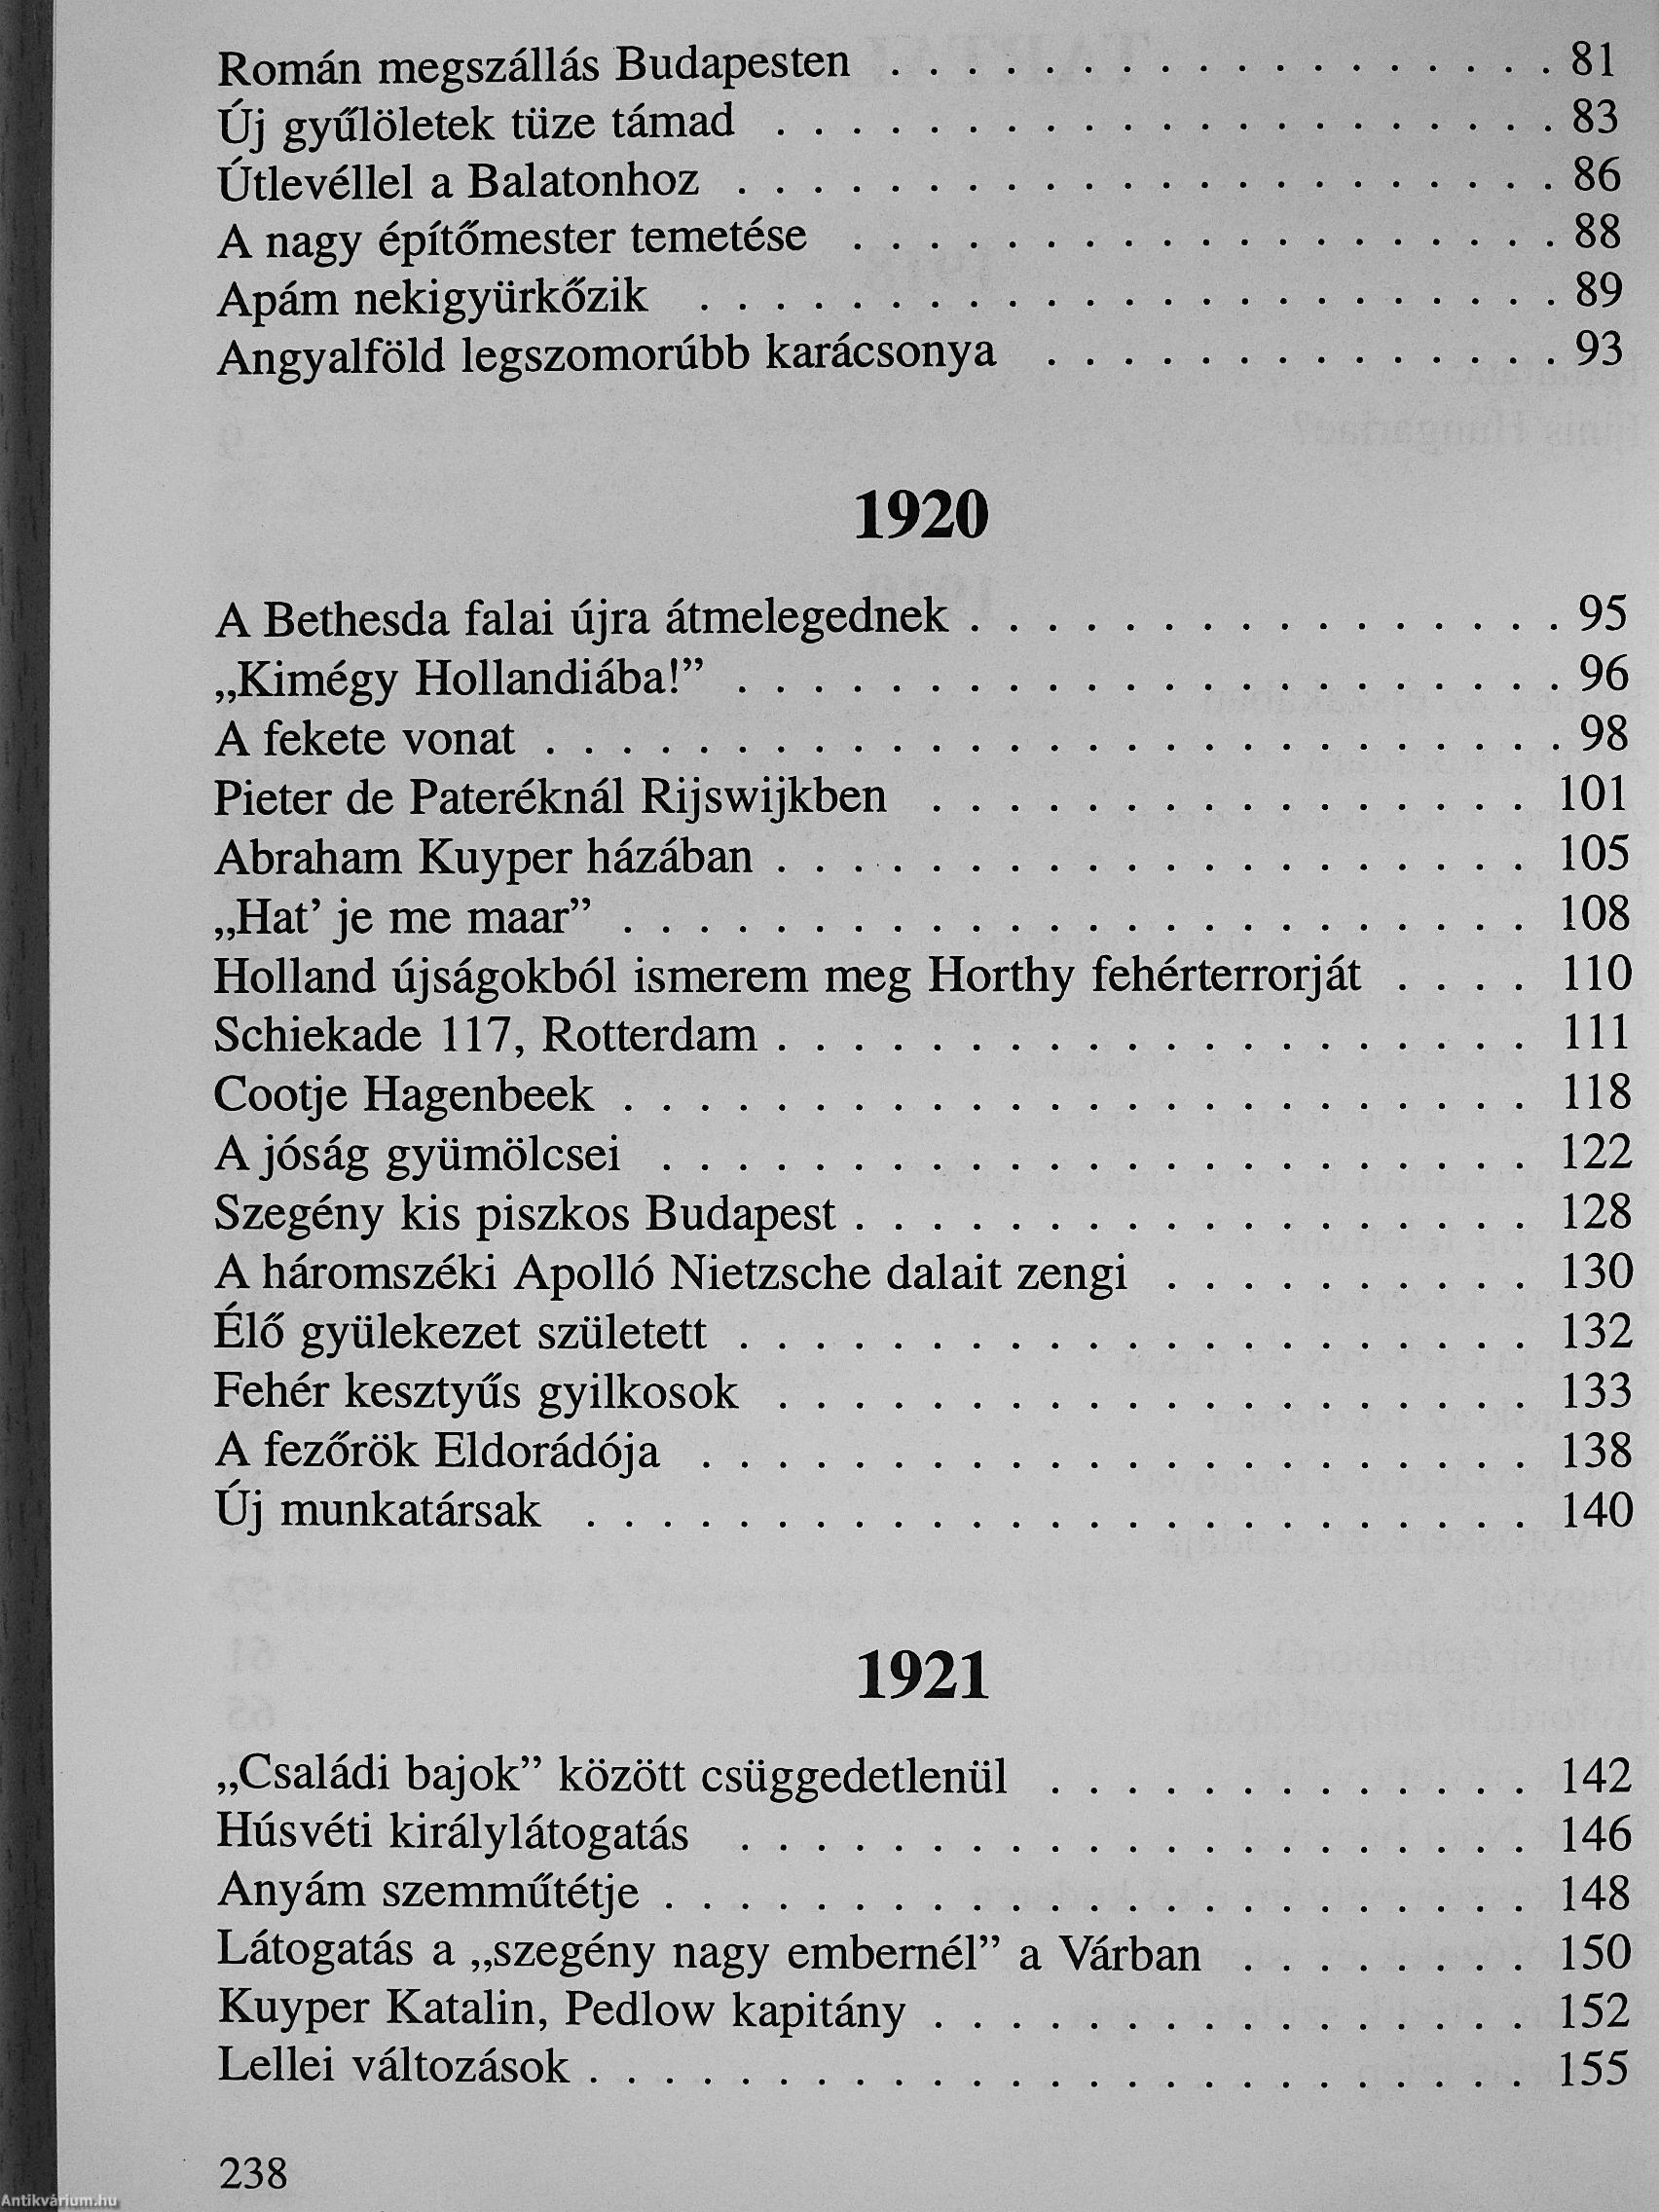 Román megszállás Budapesten . . . . . . . . . . . . . . . . . . 81
Új gyűlöletek tüze támad . . . . . . . . . . . . . . . . . . . . . 83
Útlevéllel a Balatonhoz . . . . . . . . . . . . . . . . . . . . . . 86
A nagy építőmester temetése . . . . . . . . . . . . . . . . . . . 88
Apám nekigyürkőzik . . . . . . . . . . . . . . . . . . . . . . . 89
Angyalföld legszomorúbb karácsonya . . . . . . . . . . . . . . 93
1920
A Bethesda falai újra átmelegednek . . . . . . . . . . . . . . . . 95
„Kimégy Hollandiába!” . . . . . . . . . . . . . . . . . . . . . . 96
A fekete vonat . . . . . . . . . . . . . . . . . . . . . . . . . . . 98
Pieter de Pateréknál Rijswijkben . . . . . . . . . . . . . . . . 101
Abraham Kuyper házában . . . . . . . . . . . . . . . . . . . . 105
„Hat’ je me maar” . . . . . . . . . . . . . . . . . . . . . . . . 108
Holland újságokból ismerem meg Horthy fehérterrorját . . . . 110
Schiekade 117, Rotterdam . . . . . . . . . . . . . . . . . . . . 111
Cootje Hagenbeek . . . . . . . . . . . . . . . . . . . . . . . . 118
A jóság gyümölcsei . . . . . . . . . . . . . . . . . . . . . . . 122
Szegény kis piszkos Budapest . . . . . . . . . . . . . . . . . . 128
A háromszéki Apolló Nietzsche dalait zengi . . . . . . . . . . 130
Élő gyülekezet született . . . . . . . . . . . . . . . . . . . . . 132
Fehér kesztyűs gyilkosok . . . . . . . . . . . . . . . . . . . . 133
A fezőrök Eldorádója . . . . . . . . . . . . . . . . . . . . . . 138
Új munkatársak . . . . . . . . . . . . . . . . . . . . . . . . . 140
1921
„Családi bajok” között csüggedetlenül . . . . . . . . . . . . . 142
Húsvéti királylátogatás . . . . . . . . . . . . . . . . . . . . . 146
Anyám szemműtétje . . . . . . . . . . . . . . . . . . . . . . . 148
Látogatás a „szegény nagy embernél” a Várban . . . . . . . . 150
Kuyper Katalin, Pedlow kapitány . . . . . . . . . . . . . . . . 152
Lellei változások . . . . . . . . . . . . . . . . . . . . . . . . . 155
238
Antikvárium.hu